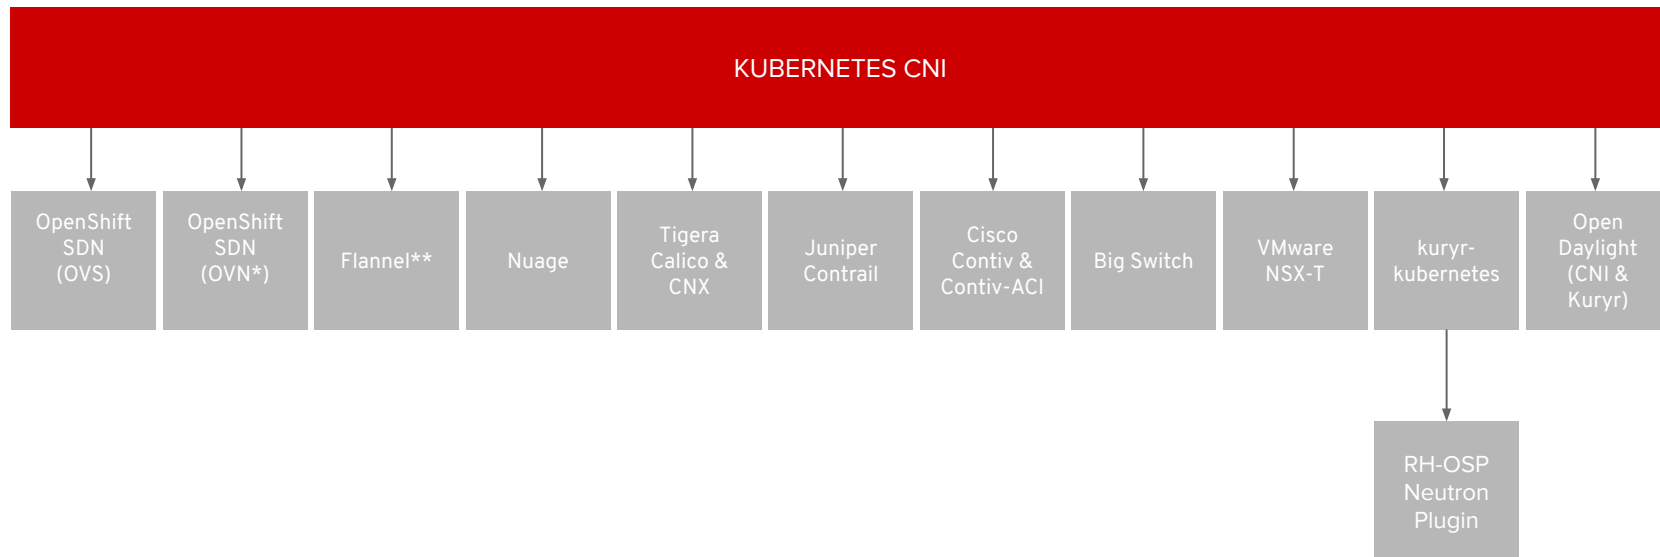 KUBERNETES CNI
OpenShift
SDN
(OVS)
OpenShift
SDN
(OVN*)
Flannel**
Nuage
Tigera
Calico &
CNX
Juniper
Contrail
Cisco
Contiv &
Contiv-ACI
Big Switch
VMware
NSX-T
kuryr-
kubernetes
Open
Daylight
(CNI &
Kuryr)
RH-OSP
Neutron
Plugin